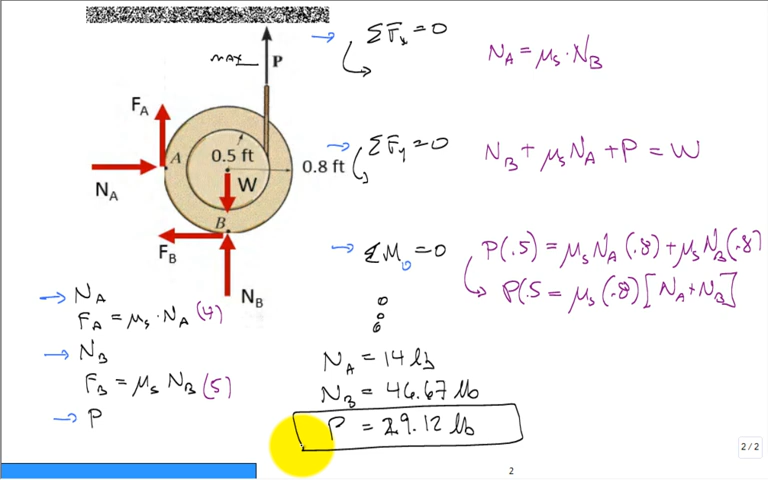 MAX P
F_A
A
0.5 ft
0.8 ft
N_A
W
B
F_B
N_B
→ ΣF_x = 0
N_A = μ_s · N_B
→ ΣF_y = 0
N_B + μ_s N_A + P = W
→ ΣM_o = 0
P(.5) = μ_s N_A (.8) + μ_s N_B (.8)
P(.5 = μ_s (.8) [N_A + N_B]
→ N_A
F_A = μ_s · N_A (4)
→ N_B
F_B = μ_s N_B (5)
→ P
N_A = 14 lb
N_B = 46.67 lb
P = 29.12 lb
2/2
2